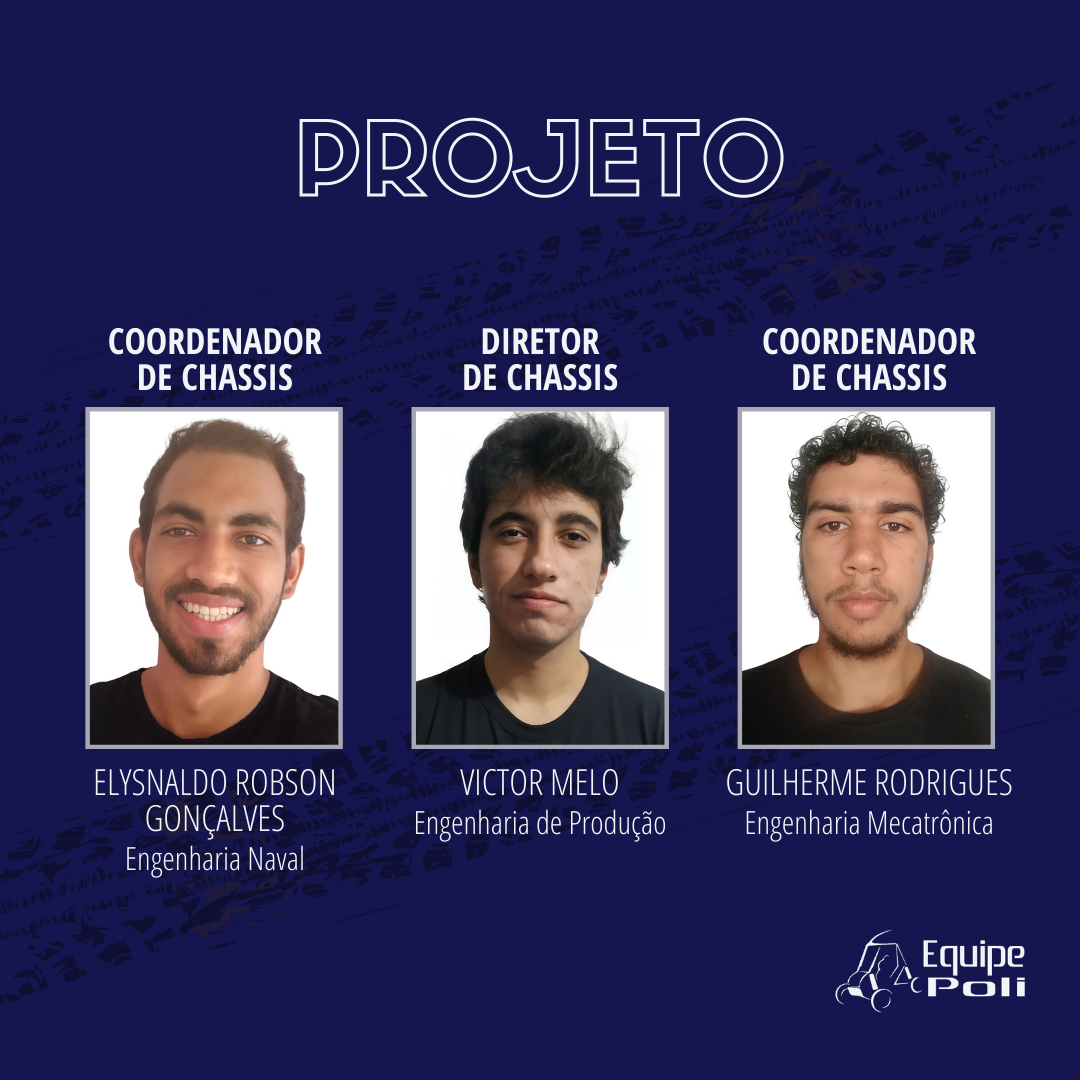 PROJETO
COORDENADOR
DE CHASSIS
ELYSNALDO ROBSON
GONÇALVES
Engenharia Naval
DIRETOR
DE CHASSIS
VICTOR MELO
Engenharia de Produção
COORDENADOR
DE CHASSIS
GUILHERME RODRIGUES
Engenharia Mecatrônica
Equipe
Poli